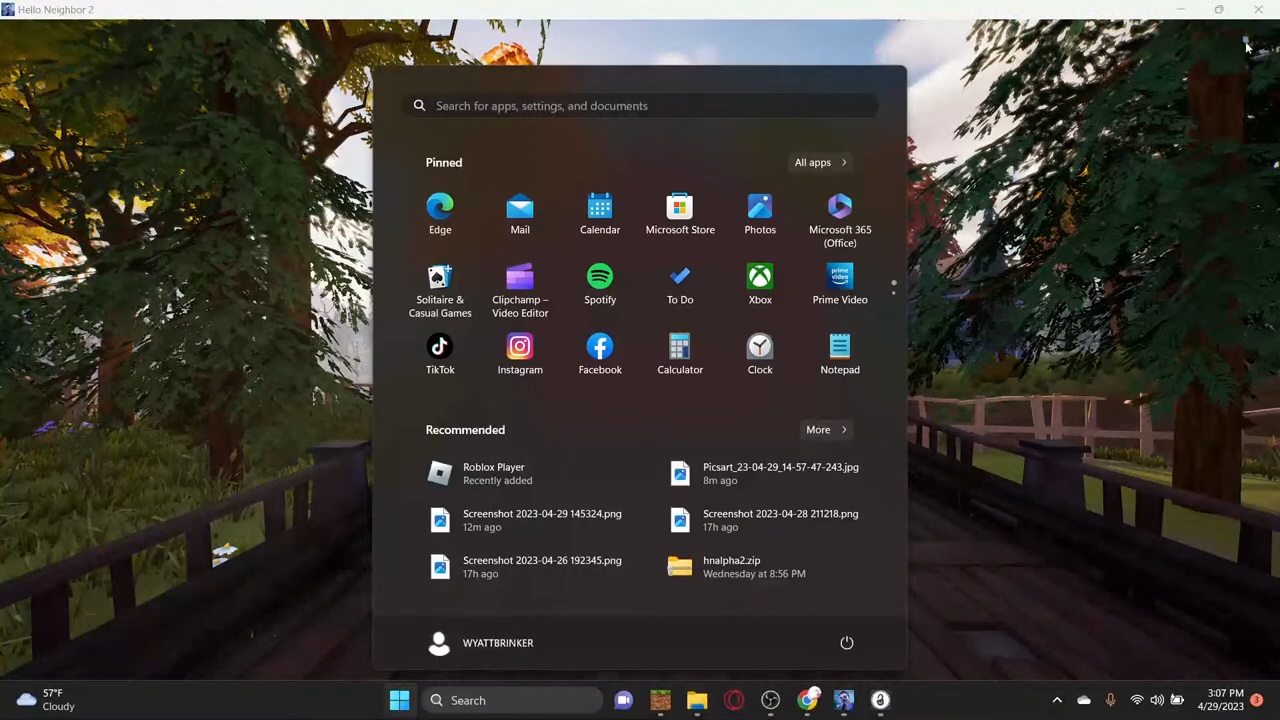 Hello Neighbor 2
Search for apps, settings, and documents
Pinned
All apps
Edge
Mail
Calendar
Microsoft Store
Photos
Microsoft 365
(Office)
Solitaire &
Casual Games
Clipchamp –
Video Editor
Spotify
To Do
Xbox
prime
video
Prime Video
TikTok
Instagram
Facebook
Calculator
Clock
Notepad
Recommended
More
Roblox Player
Recently added
Picsart_23-04-29_14-57-47-243.jpg
8m ago
Screenshot 2023-04-29 145324.png
12m ago
Screenshot 2023-04-28 211218.png
17h ago
Screenshot 2023-04-26 192345.png
17h ago
hnalpha2.zip
Wednesday at 8:56 PM
WYATTBRINKER
57°F
Cloudy
Search
3:07 PM
4/29/2023
3